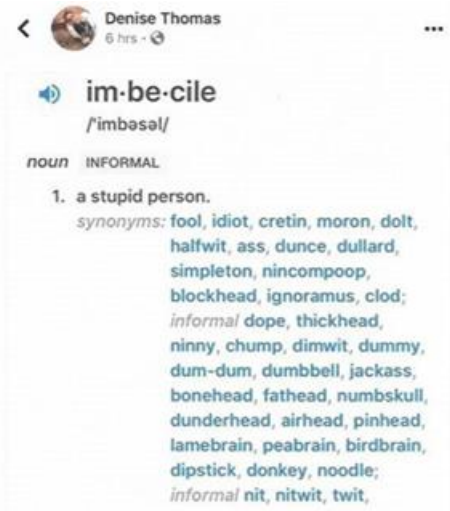 Denise Thomas
6 hrs •
im·be·cile
/ˈimbəsəl/
noun INFORMAL
1. a stupid person.
synonyms: fool, idiot, cretin, moron, dolt,
halfwit, ass, dunce, dullard,
simpleton, nincompoop,
blockhead, ignoramus, clod;
informal dope, thickhead,
ninny, chump, dimwit, dummy,
dum-dum, dumbbell, jackass,
bonehead, fathead, numbskull,
dunderhead, airhead, pinhead,
lamebrain, peabrain, birdbrain,
dipstick, donkey, noodle;
informal nit, nitwit, twit,